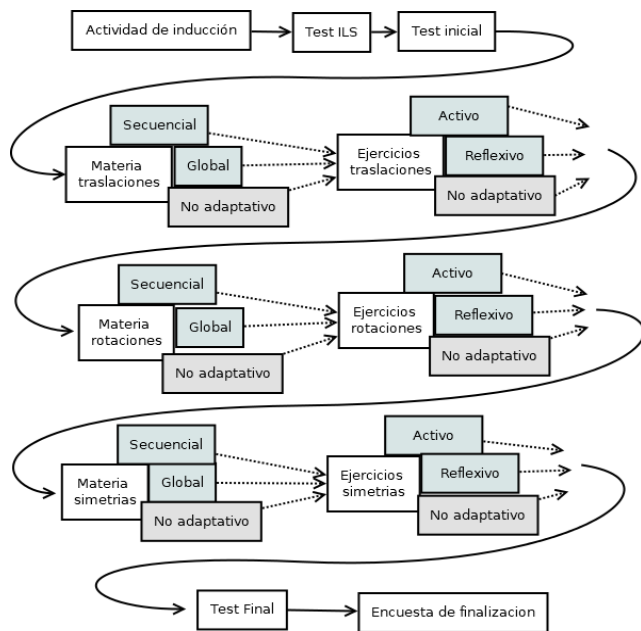 Actividad de inducción
Test ILS
Test inicial
Secuencial
Activo
Materia
traslaciones
Global
Ejercicios
traslaciones
Reflexivo
No adaptativo
No adaptativo
Secuencial
Activo
Materia
rotaciones
Global
Ejercicios
rotaciones
Reflexivo
No adaptativo
No adaptativo
Secuencial
Activo
Materia
simetrias
Global
Ejercicios
simetrias
Reflexivo
No adaptativo
No adaptativo
Test Final
Encuesta de finalizacion